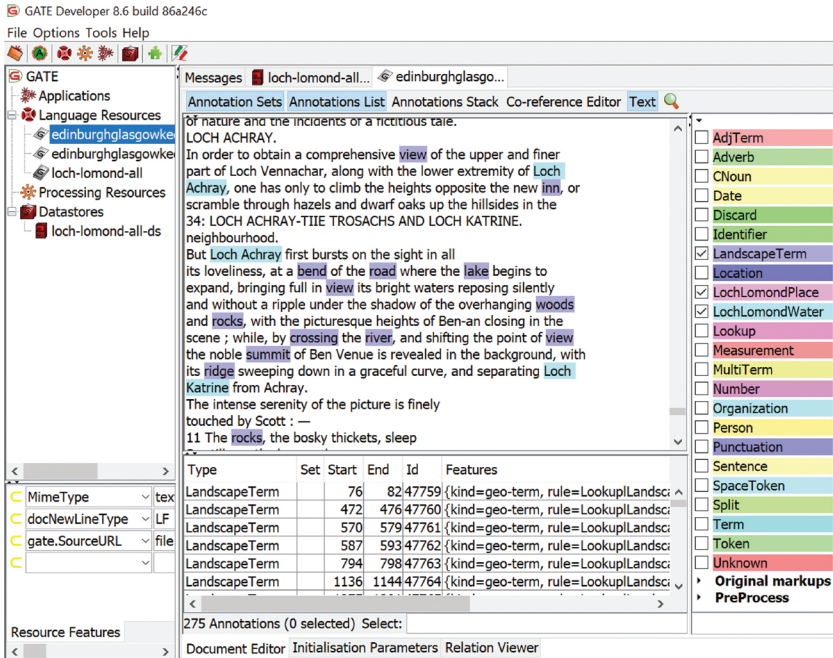 GATE Developer 8.6 build 86a246c
File Options Tools Help
GATE
Applications
Language Resources
edinburghglasgowke
edinburghglasgowke
loch-lomond-all
Processing Resources
Datastores
loch-lomond-all-ds
MimeType tex
docNewLineType LF
gate.SourceURL file
Resource Features
Messages loch-lomond-all... edinburghglasgo...
Annotation Sets Annotations List Annotations Stack Co-reference Editor Text
of nature and the incidents of a fictitious tale.
LOCH ACHRAY.
In order to obtain a comprehensive view of the upper and finer
part of Loch Vennachar, along with the lower extremity of Loch
Achray, one has only to climb the heights opposite the new inn, or
scramble through hazels and dwarf oaks up the hillsides in the
34: LOCH ACHRAY-TIIE TROSACHS AND LOCH KATRINE.
neighbourhood.
But Loch Achray first bursts on the sight in all
its loveliness, at a bend of the road where the lake begins to
expand, bringing full in view its bright waters reposing silently
and without a ripple under the shadow of the overhanging woods
and rocks, with the picturesque heights of Ben-an closing in the
scene ; while, by crossing the river, and shifting the point of view
the noble summit of Ben Venue is revealed in the background, with
its ridge sweeping down in a graceful curve, and separating Loch
Katrine from Achray.
The intense serenity of the picture is finely
touched by Scott : —
11 The rocks, the bosky thickets, sleep
Type Set Start End Id Features
LandscapeTerm 76 82 47759 {kind=geo-term, rule=LookuplLandsca
LandscapeTerm 472 476 47760 {kind=geo-term, rule=LookuplLandsca
LandscapeTerm 570 579 47761 {kind=geo-term, rule=LookuplLandsca
LandscapeTerm 587 593 47762 {kind=geo-term, rule=LookuplLandsca
LandscapeTerm 794 798 47763 {kind=geo-term, rule=LookuplLandsca
LandscapeTerm 1136 1144 47764 {kind=geo-term, rule=LookuplLandsca
275 Annotations (0 selected) Select:
Document Editor Initialisation Parameters Relation Viewer
AdjTerm
Adverb
CNoun
Date
Discard
Identifier
LandscapeTerm
Location
LochLomondPlace
LochLomondWater
Lookup
Measurement
MultiTerm
Number
Organization
Person
Punctuation
Sentence
SpaceToken
Split
Term
Token
Unknown
Original markups
PreProcess